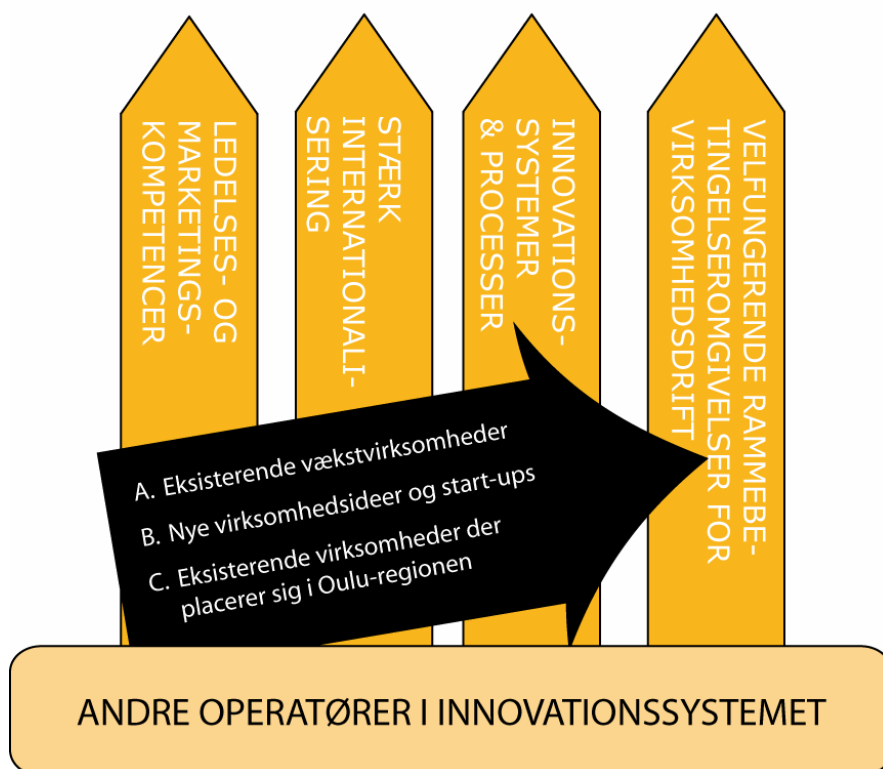 LEDELSES- OG
MARKETINGS-
KOMPETENCER
STÆRK
INTERNATIONALI-
SERING
INNOVATIONS-
SYSTEMER
& PROCESSER
VELFUNGERENDE RAMMEBE-
TINGELSEROMGIVELSER FOR
VIRKSOMHEDSDRIFT
A. Eksisterende vækstvirksomheder
B. Nye virksomhedsideer og start-ups
C. Eksisterende virksomheder der
placerer sig i Oulu-regionen
ANDRE OPERATØRER I INNOVATIONSSYSTEMET